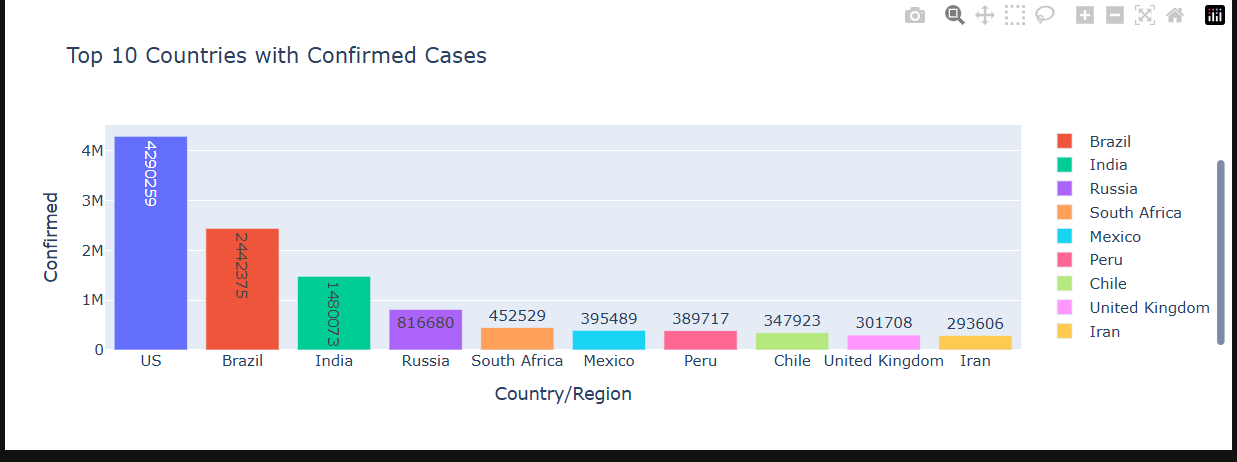 Top 10 Countries with Confirmed Cases
Confirmed
4M
3M
2M
1M
0
4290259
2442375
1480073
816680
452529
395489
389717
347923
301708
293606
US
Brazil
India
Russia
South Africa
Mexico
Peru
Chile
United Kingdom
Iran
Country/Region
Brazil
India
Russia
South Africa
Mexico
Peru
Chile
United Kingdom
Iran